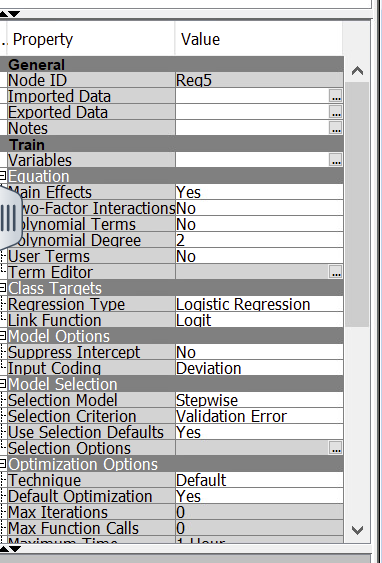 .. Property Value
General
Node ID Reg5
Imported Data ...
Exported Data ...
Notes ...
Train
Variables ...
Equation
Main Effects Yes
Two-Factor Interactions No
Polynomial Terms No
Polynomial Degree 2
User Terms No
Term Editor ...
Class Targets
Regression Type Logistic Regression
Link Function Logit
Model Options
Suppress Intercept No
Input Coding Deviation
Model Selection
Selection Model Stepwise
Selection Criterion Validation Error
Use Selection Defaults Yes
Selection Options ...
Optimization Options
Technique Default
Default Optimization Yes
Max Iterations 0
Max Function Calls 0
Maximum Time 1 Hour